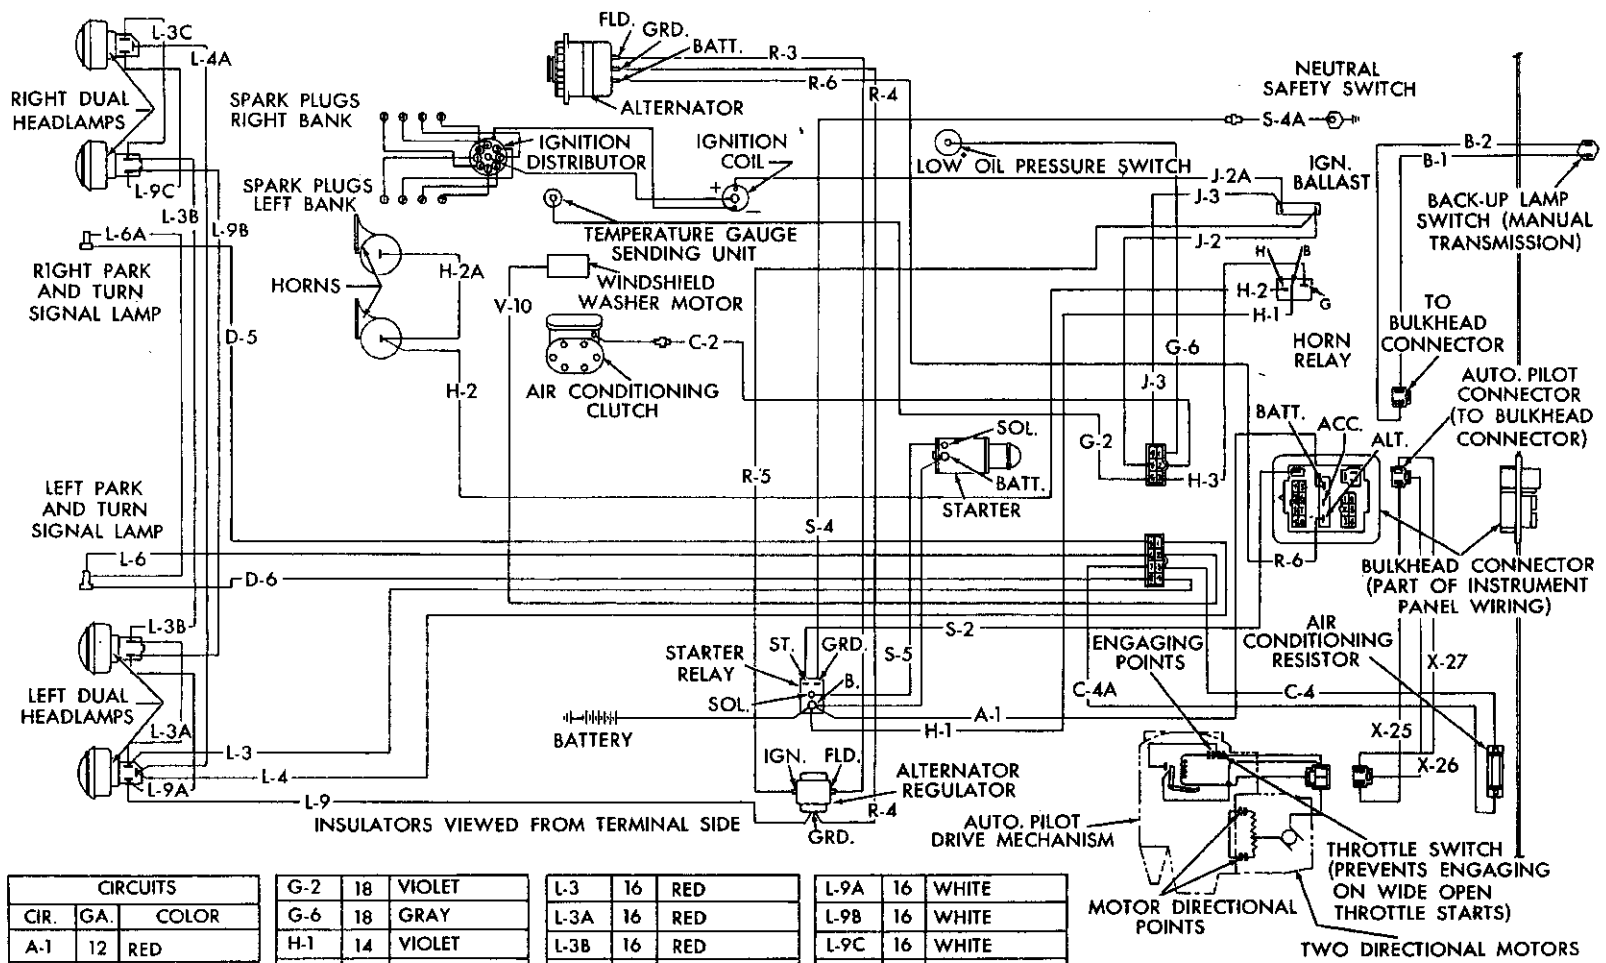 L-3C
L-4A
RIGHT DUAL
HEADLAMPS
L-9C
L-3B
L-9B
L-6A
RIGHT PARK
AND TURN
SIGNAL LAMP
D-5
LEFT PARK
AND TURN
SIGNAL LAMP
L-6
D-6
L-3B
LEFT DUAL
HEADLAMPS
L-3A
L-3
L-4
L-9A
L-9
INSULATORS VIEWED FROM TERMINAL SIDE
SPARK PLUGS
RIGHT BANK
SPARK PLUGS
LEFT BANK
IGNITION
DISTRIBUTOR
HORNS
H-2A
H-2
FLD.
GRD.
BATT.
ALTERNATOR
R-3
R-6
R-4
IGNITION
COIL
+
−
TEMPERATURE GAUGE
SENDING UNIT
WINDSHIELD
WASHER MOTOR
V-10
C-2
AIR CONDITIONING
CLUTCH
R-5
S-4
SOL.
BATT.
STARTER
NEUTRAL
SAFETY SWITCH
S-4A
LOW OIL PRESSURE SWITCH
J-2A
IGN.
BALLAST
J-3
J-2
H
B
G
H-2
H-1
HORN
RELAY
G-6
J-3
G-2
H-3
B-2
B-1
BACK-UP LAMP
SWITCH (MANUAL
TRANSMISSION)
TO
BULKHEAD
CONNECTOR
AUTO. PILOT
CONNECTOR
(TO BULKHEAD
CONNECTOR)
BATT.
ACC.
ALT.
R-6
BULKHEAD CONNECTOR
(PART OF INSTRUMENT
PANEL WIRING)
S-2
S-5
ST.
GRD.
STARTER
RELAY
SOL.
B.
BATTERY
A-1
H-1
IGN.
FLD.
ALTERNATOR
REGULATOR
R-4
GRD.
ENGAGING
POINTS
C-4A
AIR
CONDITIONING
RESISTOR
C-4
X-27
X-25
X-26
AUTO. PILOT
DRIVE MECHANISM
MOTOR DIRECTIONAL
POINTS
THROTTLE SWITCH
(PREVENTS ENGAGING
ON WIDE OPEN
THROTTLE STARTS)
TWO DIRECTIONAL MOTORS
CIRCUITS
CIR. GA. COLOR
A-1 12 RED
G-2 18 VIOLET
G-6 18 GRAY
H-1 14 VIOLET
L-3 16 RED
L-3A 16 RED
L-3B 16 RED
L-9A 16 WHITE
L-9B 16 WHITE
L-9C 16 WHITE